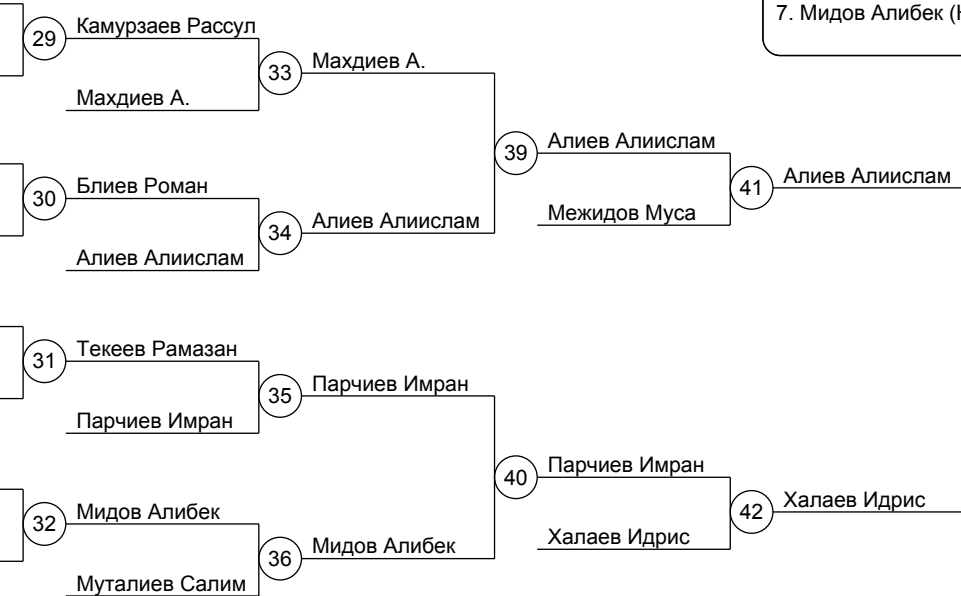 7. Мидов Алибек (
29
Камурзаев Рассул
Махдиев А.
33
Махдиев А.
39
Алиев Алиислам
Межидов Муса
41
Алиев Алиислам
30
Блиев Роман
Алиев Алиислам
34
Алиев Алиислам
31
Текеев Рамазан
Парчиев Имран
35
Парчиев Имран
40
Парчиев Имран
Халаев Идрис
42
Халаев Идрис
32
Мидов Алибек
Муталиев Салим
36
Мидов Алибек